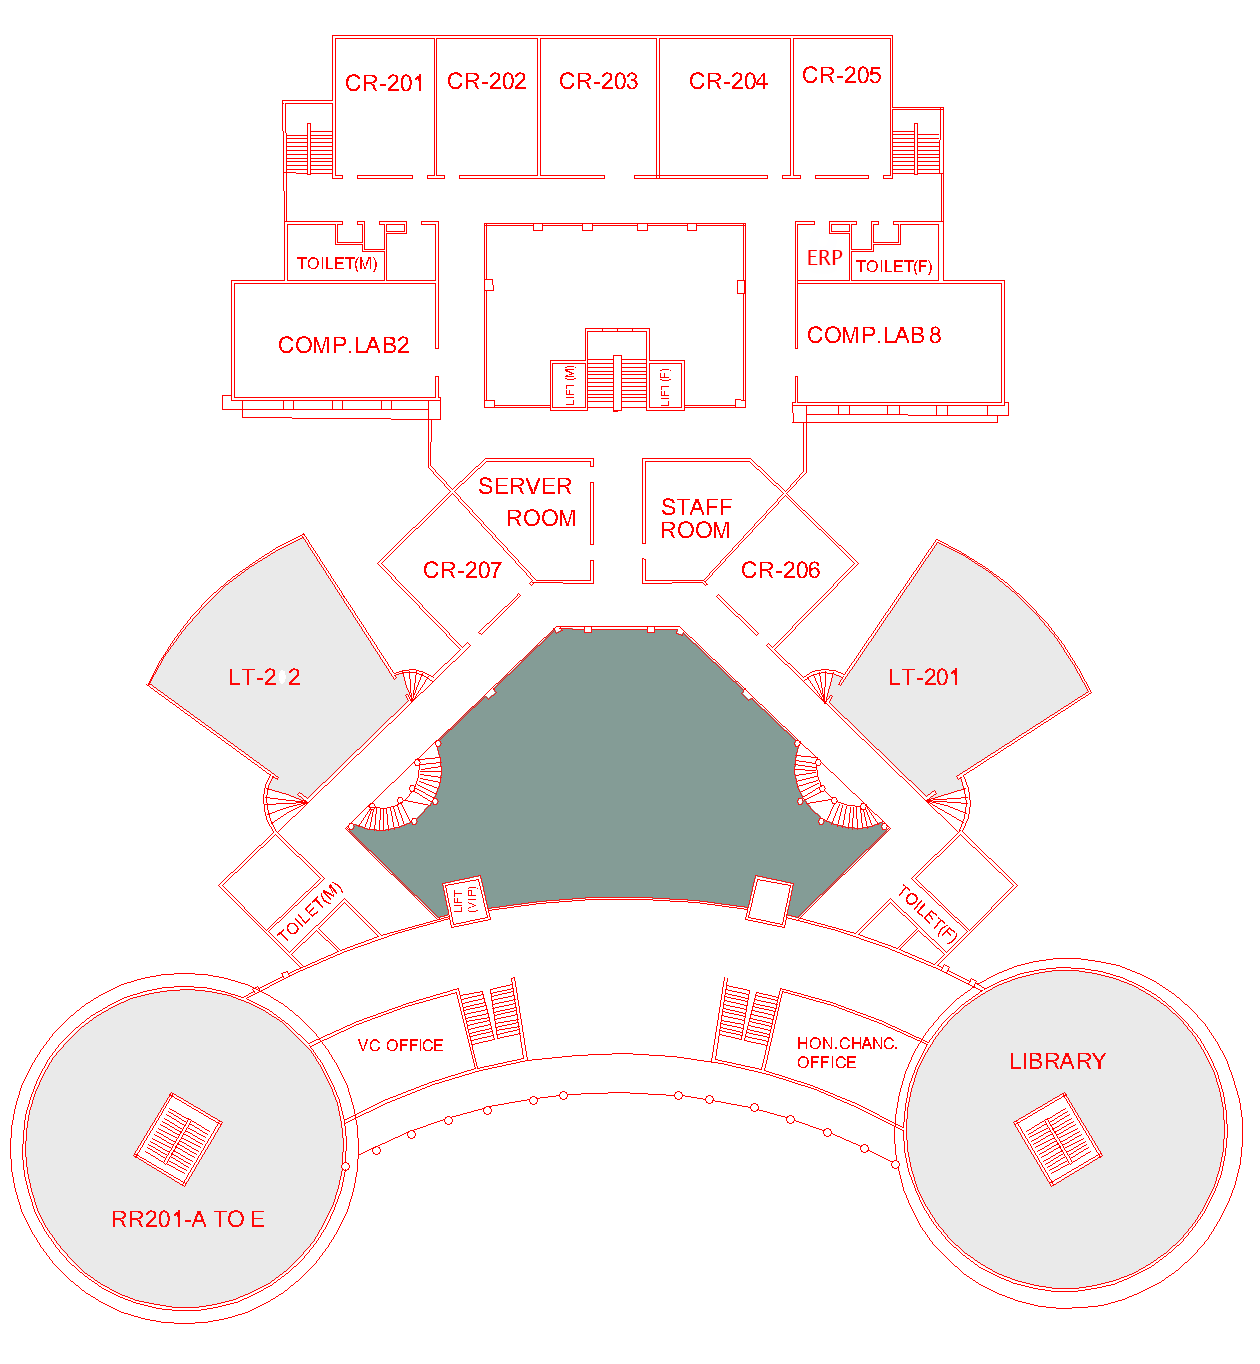 CR-201
CR-202
CR-203
CR-204
CR-205
TOILET(M)
ERP
TOILET(F)
COMP.LAB2
COMP.LAB 8
LIFT(M)
LIFT(F)
SERVER
ROOM
STAFF
ROOM
CR-207
CR-206
LT-2 2
LT-201
TOILET(M)
LIFT
(VIP)
TOILET(F)
VC OFFICE
HON.CHANC.
OFFICE
LIBRARY
RR201-A TO E